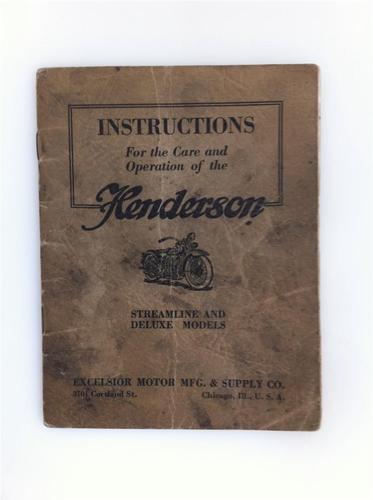 INSTRUCTIONS
For the Care and
Operation of the
Henderson
STREAMLINE AND
DELUXE MODELS
EXCELSIOR MOTOR MFG. & SUPPLY CO.
3701 Cortland St. Chicago, Ill., U. S. A.